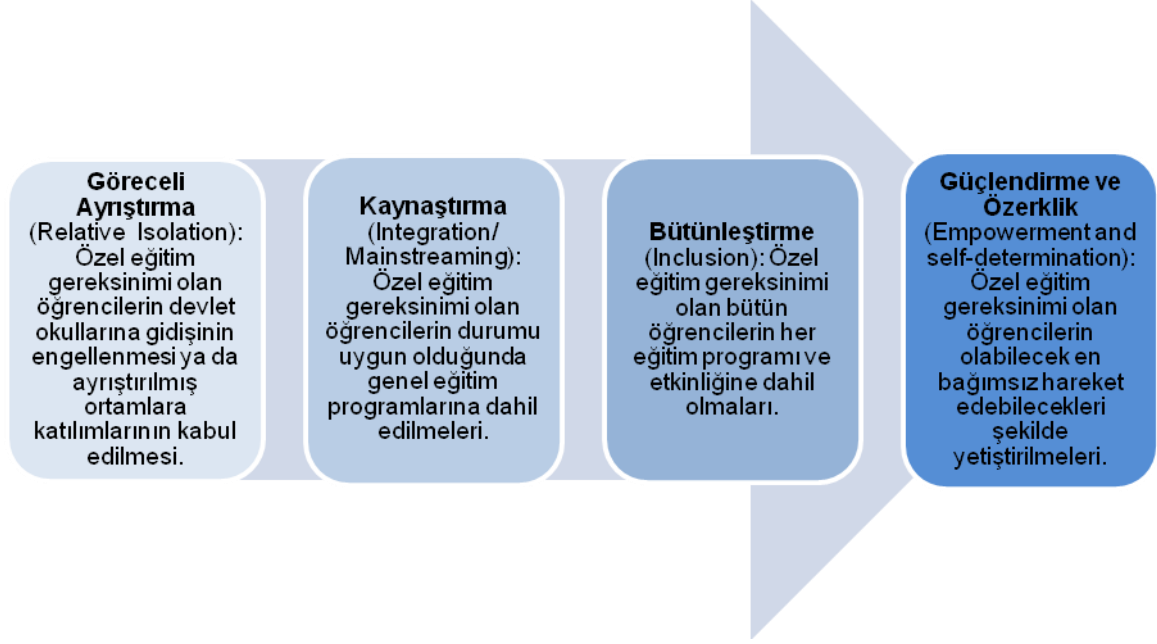 Göreceli
Ayrıştırma
(Relative Isolation):
Özel eğitim
gereksinimi olan
öğrencilerin devlet
okullarına gidişinin
engellenmesi ya da
ayrıştırılmış
ortamlara
katılımlarının kabul
edilmesi.
Kaynaştırma
(Integration/
Mainstreaming):
Özel eğitim
gereksinimi olan
öğrencilerin durumu
uygun olduğunda
genel eğitim
programlarına dahil
edilmeleri.
Bütünleştirme
(Inclusion): Özel
eğitim gereksinimi
olan bütün
öğrencilerin her
eğitim programı ve
etkinliğine dahil
olmaları.
Güçlendirme ve
Özerklik
(Empowerment and
self-determination):
Özel eğitim
gereksinimi olan
öğrencilerin
olabilecek en
bağımsız hareket
edebilecekleri
şekilde
yetiştirilmeleri.